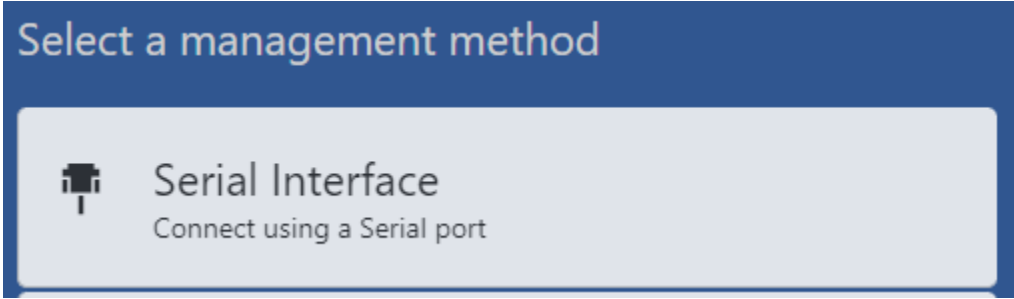 Select a management method
Serial Interface
Connect using a Serial port